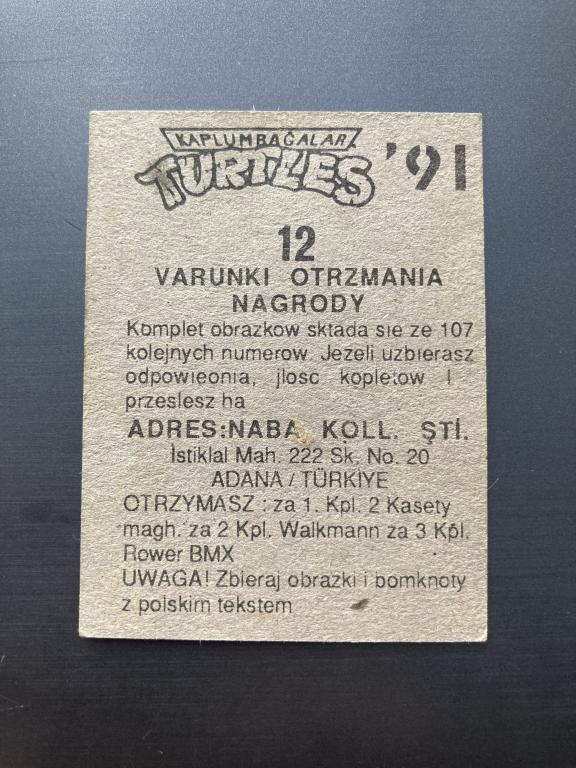 KAPLUMBAĞALAR
TURTLES '91
12
VARUNKI OTRZMANIA
NAGRODY
Komplet obrazkow sktada sie ze 107
kolejnych numerow. Jezeli uzbierasz
odpowieonia, jlosc kopletow I
przeslesz ha
ADRES:NABA KOLL. ŞTİ.
İstiklal Mah. 222 Sk. No. 20
ADANA / TÜRKİYE
OTRZYMASZ : za 1. Kpl. 2 Kasety
magh. za 2 Kpl. Walkmann za 3 Kpl.
Rower BMX
UWAGA! Zbieraj obrazki i bomknoty
z polskim tekstem